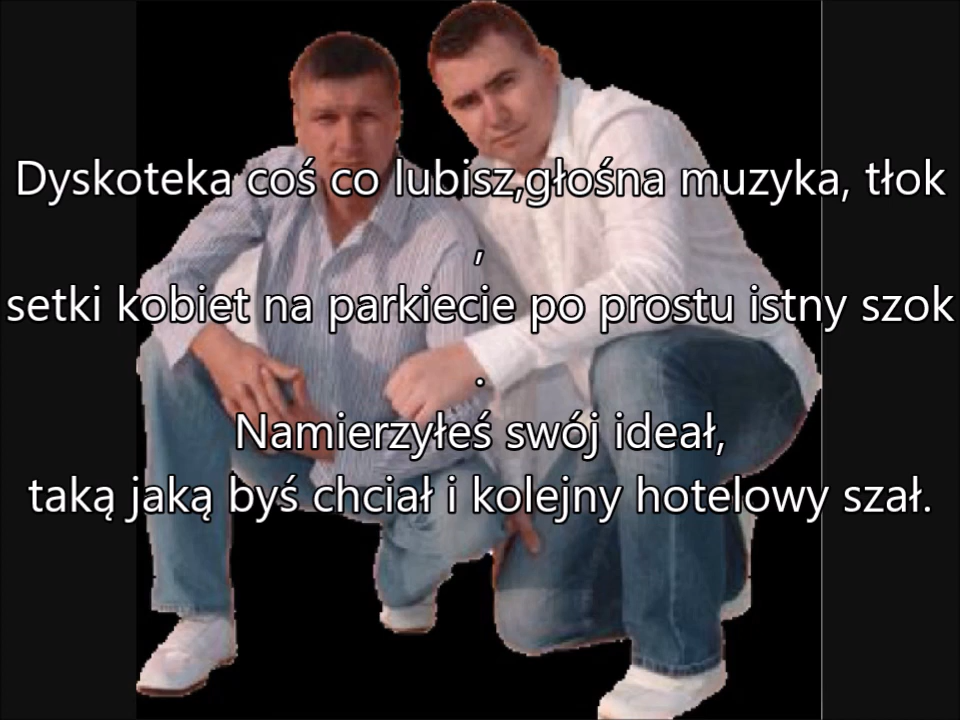 Dyskoteka coś co lubisz,głośna muzyka, tłok
,
setki kobiet na parkiecie po prostu istny szok
.
Namierzyłeś swój ideał,
taką jaką byś chciał i kolejny hotelowy szał.